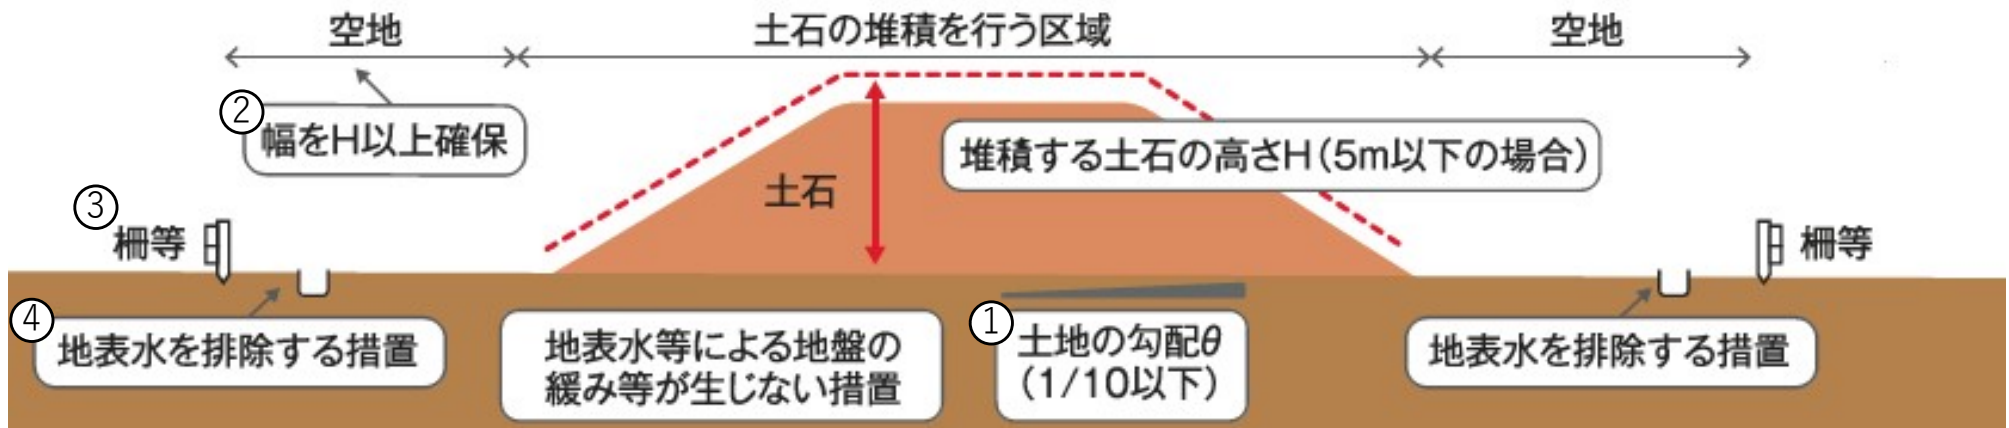 空地
土石の堆積を行う区域
空地
②
幅をH以上確保
堆積する土石の高さH(5m以下の場合)
土石
③
柵等
柵等
④
地表水を排除する措置
地表水等による地盤の
緩み等が生じない措置
①
土地の勾配θ
(1/10以下)
地表水を排除する措置